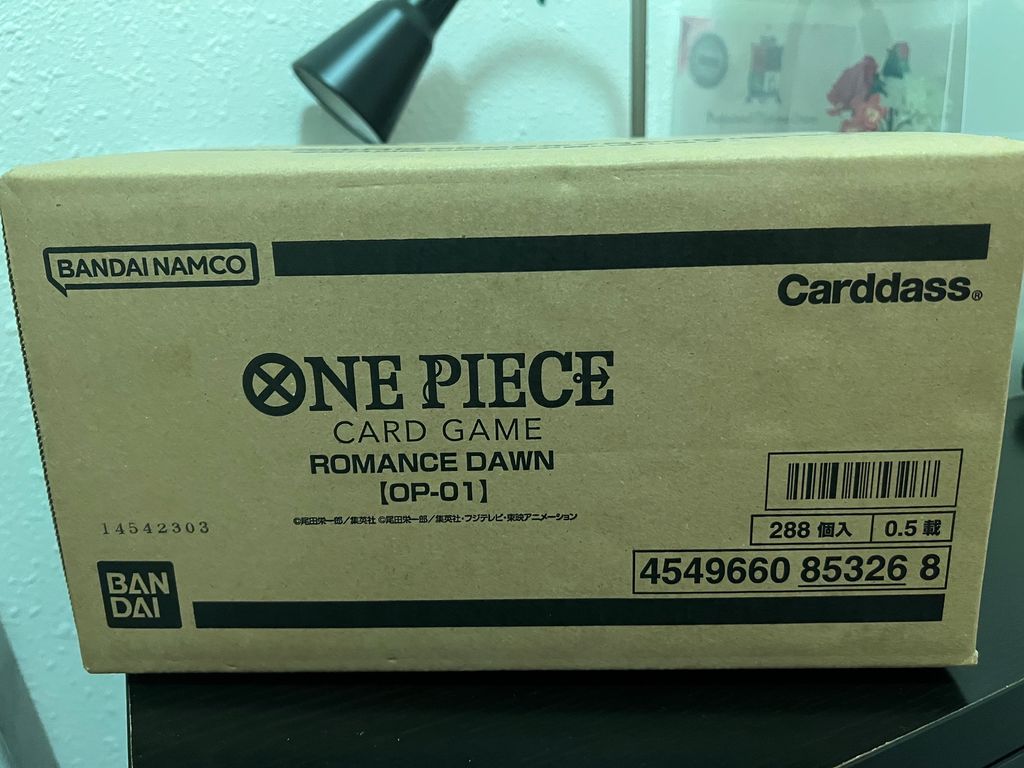 BANDAI NAMCO
Carddass®
ONE PIECE
CARD GAME
ROMANCE DAWN
【OP-01】
©尾田栄一郎／集英社 ©尾田栄一郎／集英社・フジテレビ・東映アニメーション
14542303
288 個入 0.5 載
4549660 85326 8
BAN
DAI